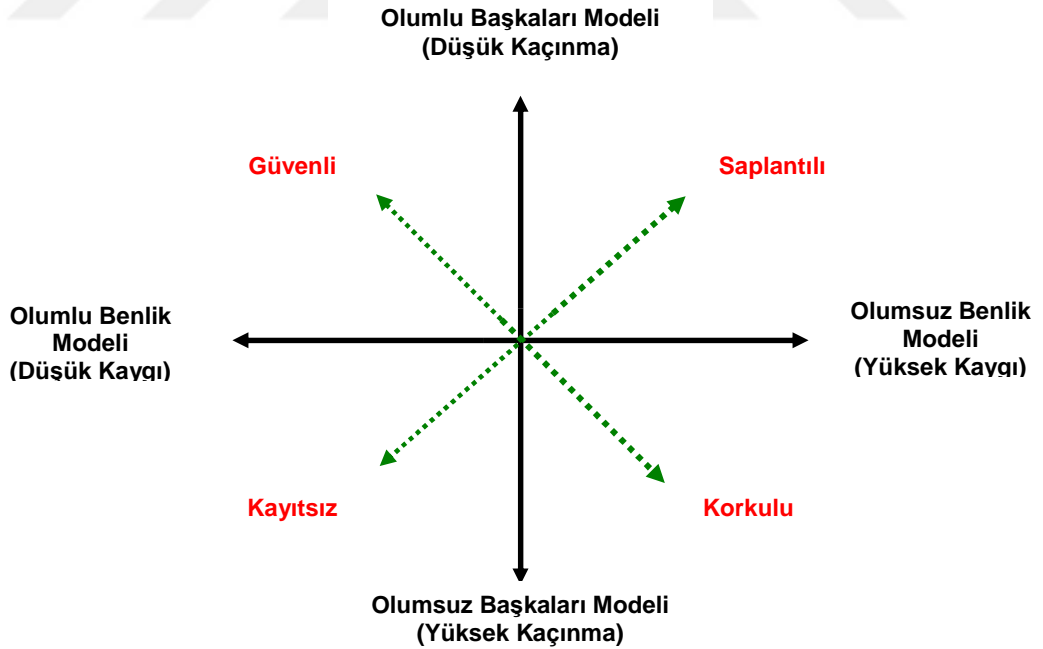 Olumlu Başkaları Modeli
(Düşük Kaçınma)
Güvenli
Saplantılı
Olumlu Benlik
Modeli
(Düşük Kaygı)
Olumsuz Benlik
Modeli
(Yüksek Kaygı)
Kayıtsız
Korkulu
Olumsuz Başkaları Modeli
(Yüksek Kaçınma)